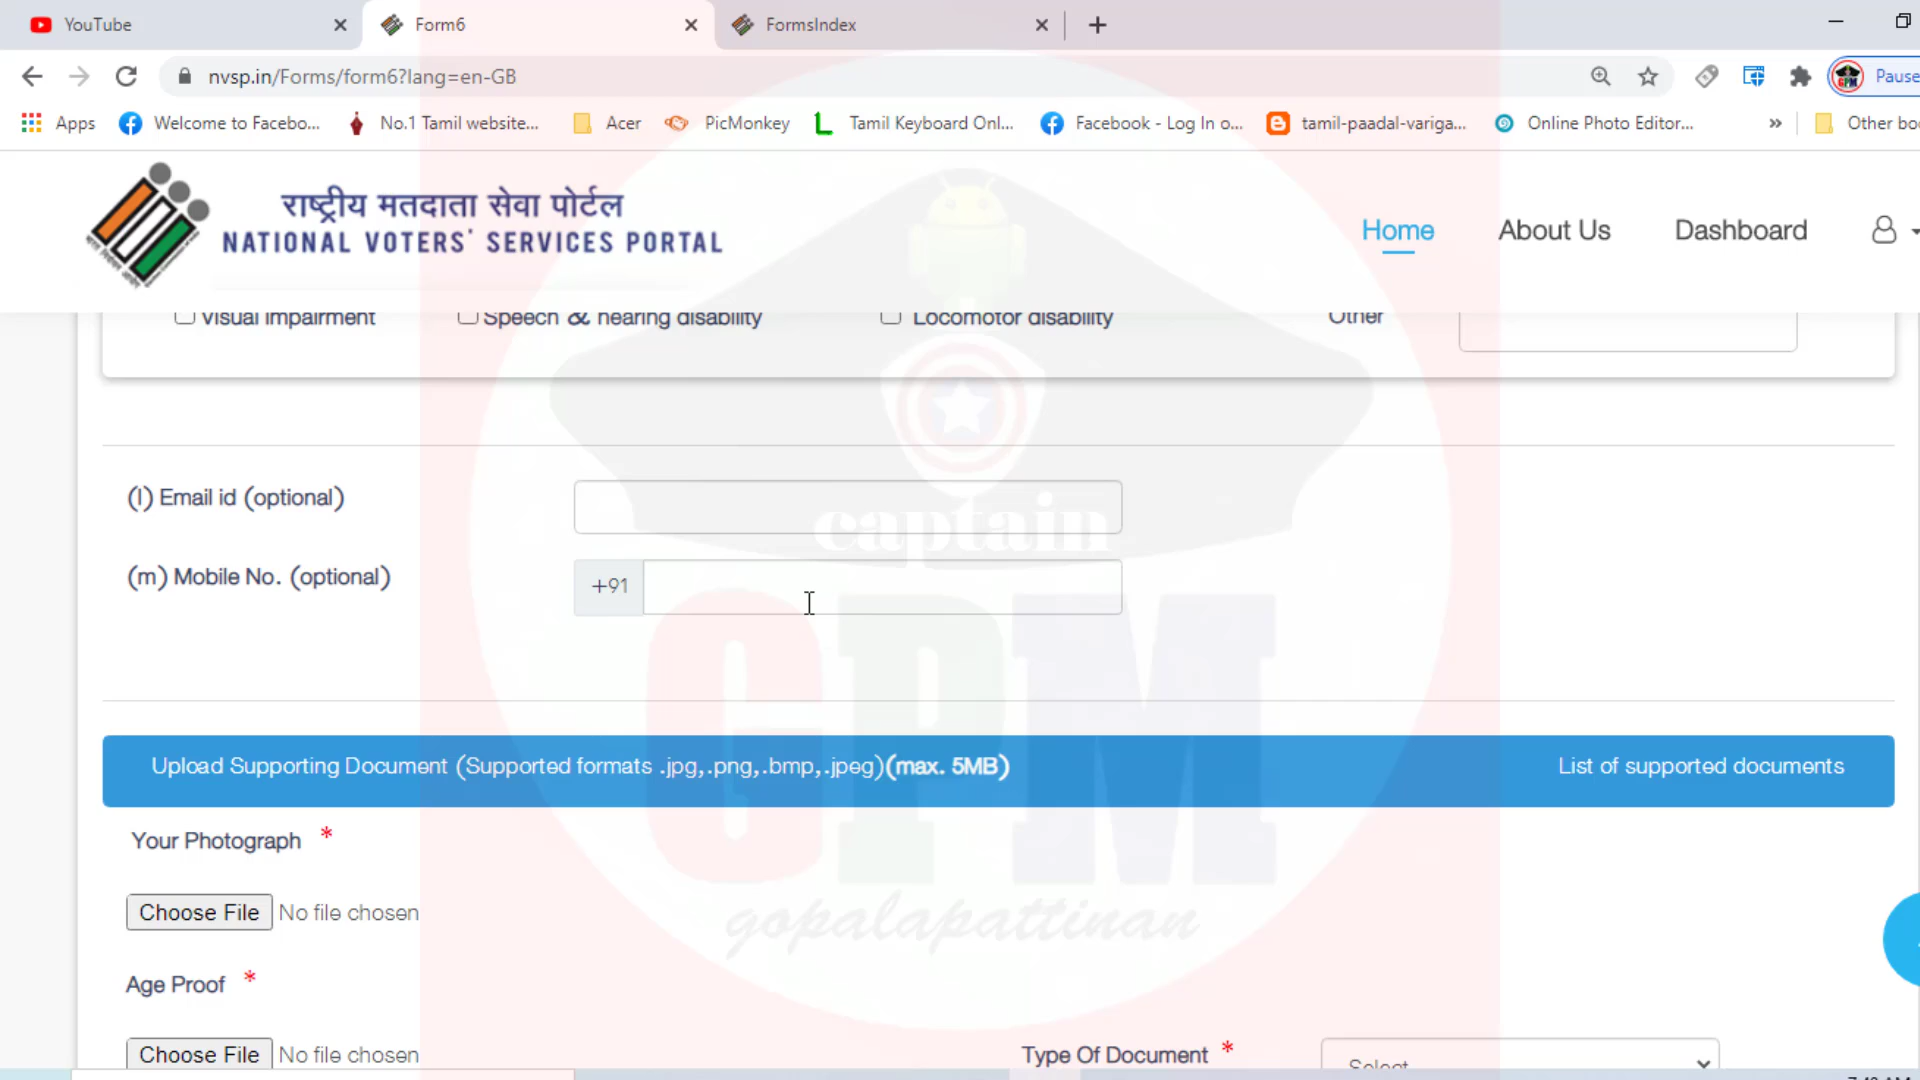 YouTube
Form6
FormsIndex
nvsp.in/Forms/form6?lang=en-GB
Pause
Apps
Welcome to Facebo...
No.1 Tamil website...
Acer
PicMonkey
Tamil Keyboard Onl...
Facebook - Log In o...
tamil-paadal-variga...
Online Photo Editor...
»
Other bo
राष्ट्रीय मतदाता सेवा पोर्टल
NATIONAL VOTERS' SERVICES PORTAL
Home
About Us
Dashboard
Visual impairment
Speech & hearing disability
Locomotor disability
Other
(l) Email id (optional)
captain
(m) Mobile No. (optional)
+91
GPM
Upload Supporting Document (Supported formats .jpg,.png,.bmp,.jpeg)(max. 5MB)
List of supported documents
Your Photograph *
Choose File No file chosen
gopalapattinan
Age Proof *
Choose File No file chosen
Type Of Document *
Select